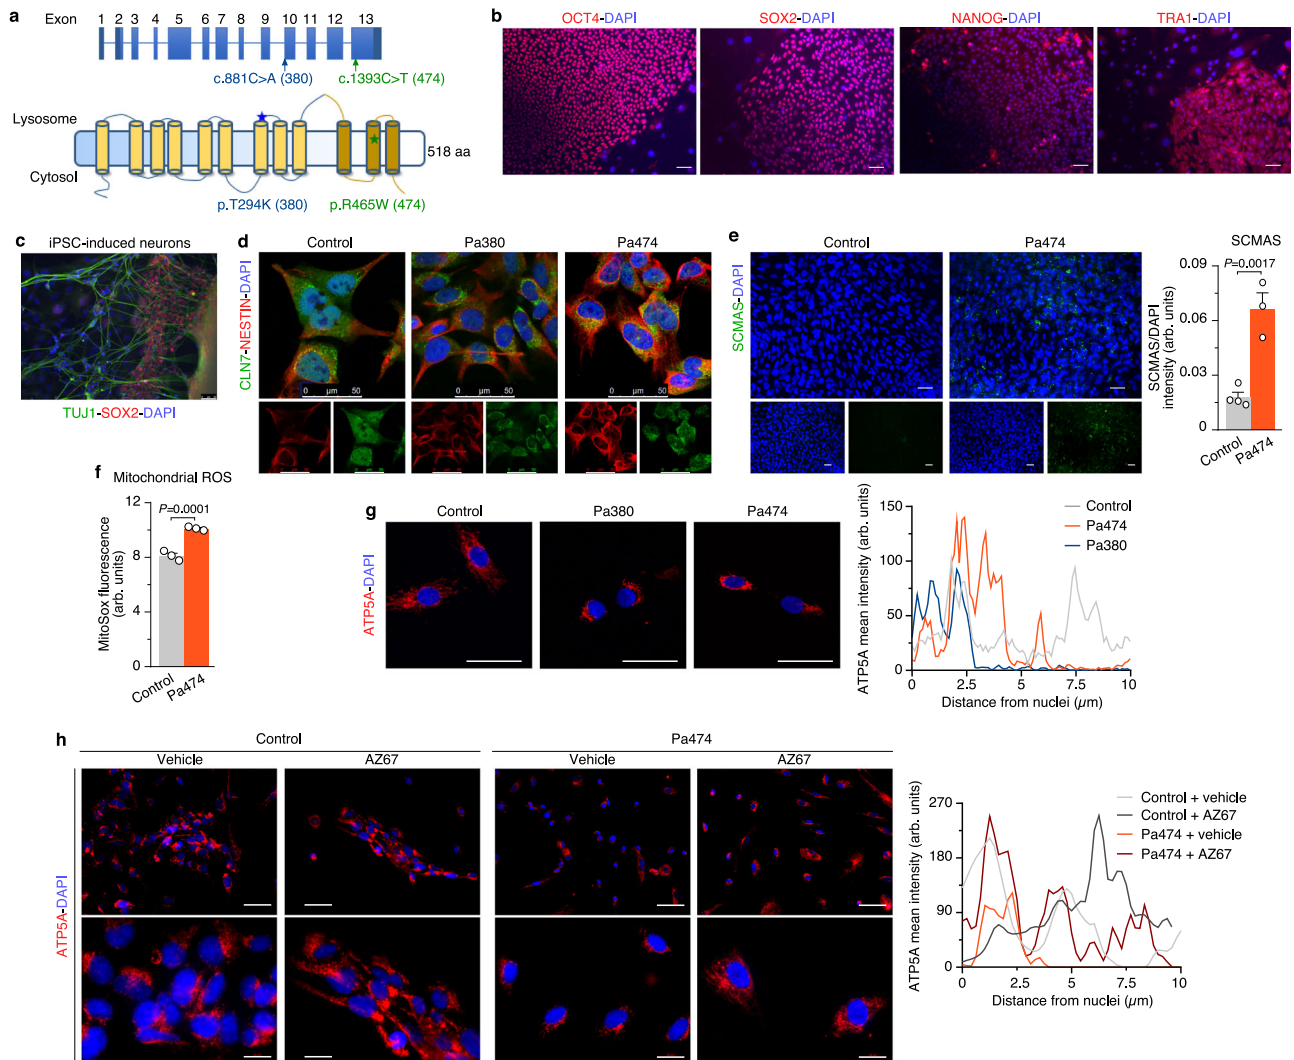 a
Exon 1 2 3 4 5 6 7 8 9 10 11 12 13
c.881C>A (380) c.1393C>T (474)
Lysosome
518 aa
Cytosol
p.T294K (380) p.R465W (474)
b
OCT4-DAPI SOX2-DAPI NANOG-DAPI TRA1-DAPI
c
iPSC-induced neurons
TUJ1-SOX2-DAPI
d
Control Pa380 Pa474
CLN7-NESTIN-DAPI
0 µm 50 0 µm 50 0 µm 50
e
Control Pa474
SCMAS-DAPI
SCMAS
P=0.0017
0.09
0.06
0.03
0
SCMAS/DAPI
intensity (arb. units)
Control Pa474
f
Mitochondrial ROS
P=0.0001
12
8
4
0
MitoSox fluorescence
(arb. units)
Control Pa474
g
Control Pa380 Pa474
ATP5A-DAPI
150
100
50
0
ATP5A mean intensity (arb. units)
Control
Pa474
Pa380
0 2.5 5 7.5 10
Distance from nuclei (µm)
h
Control Pa474
Vehicle AZ67 Vehicle AZ67
ATP5A-DAPI
270
180
90
0
ATP5A mean intensity (arb. units)
Control + vehicle
Control + AZ67
Pa474 + vehicle
Pa474 + AZ67
0 2.5 5 7.5 10
Distance from nuclei (µm)